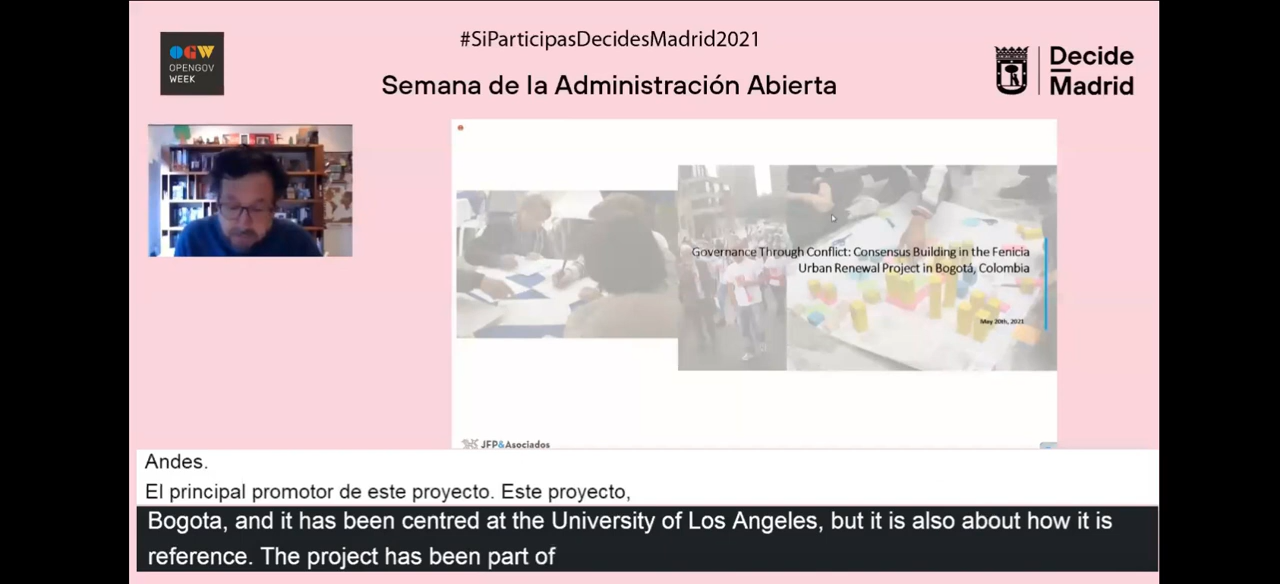 #SiParticipasDecidesMadrid2021
OGW
OPENGOV
WEEK
Semana de la Administración Abierta
Decide
Madrid
Governance Through Conflict: Consensus Building in the Fenicia
Urban Renewal Project in Bogotá, Colombia
May 20th, 2021
JFP&Asociados
Andes.
El principal promotor de este proyecto. Este proyecto,
Bogota, and it has been centred at the University of Los Angeles, but it is also about how it is
reference. The project has been part of